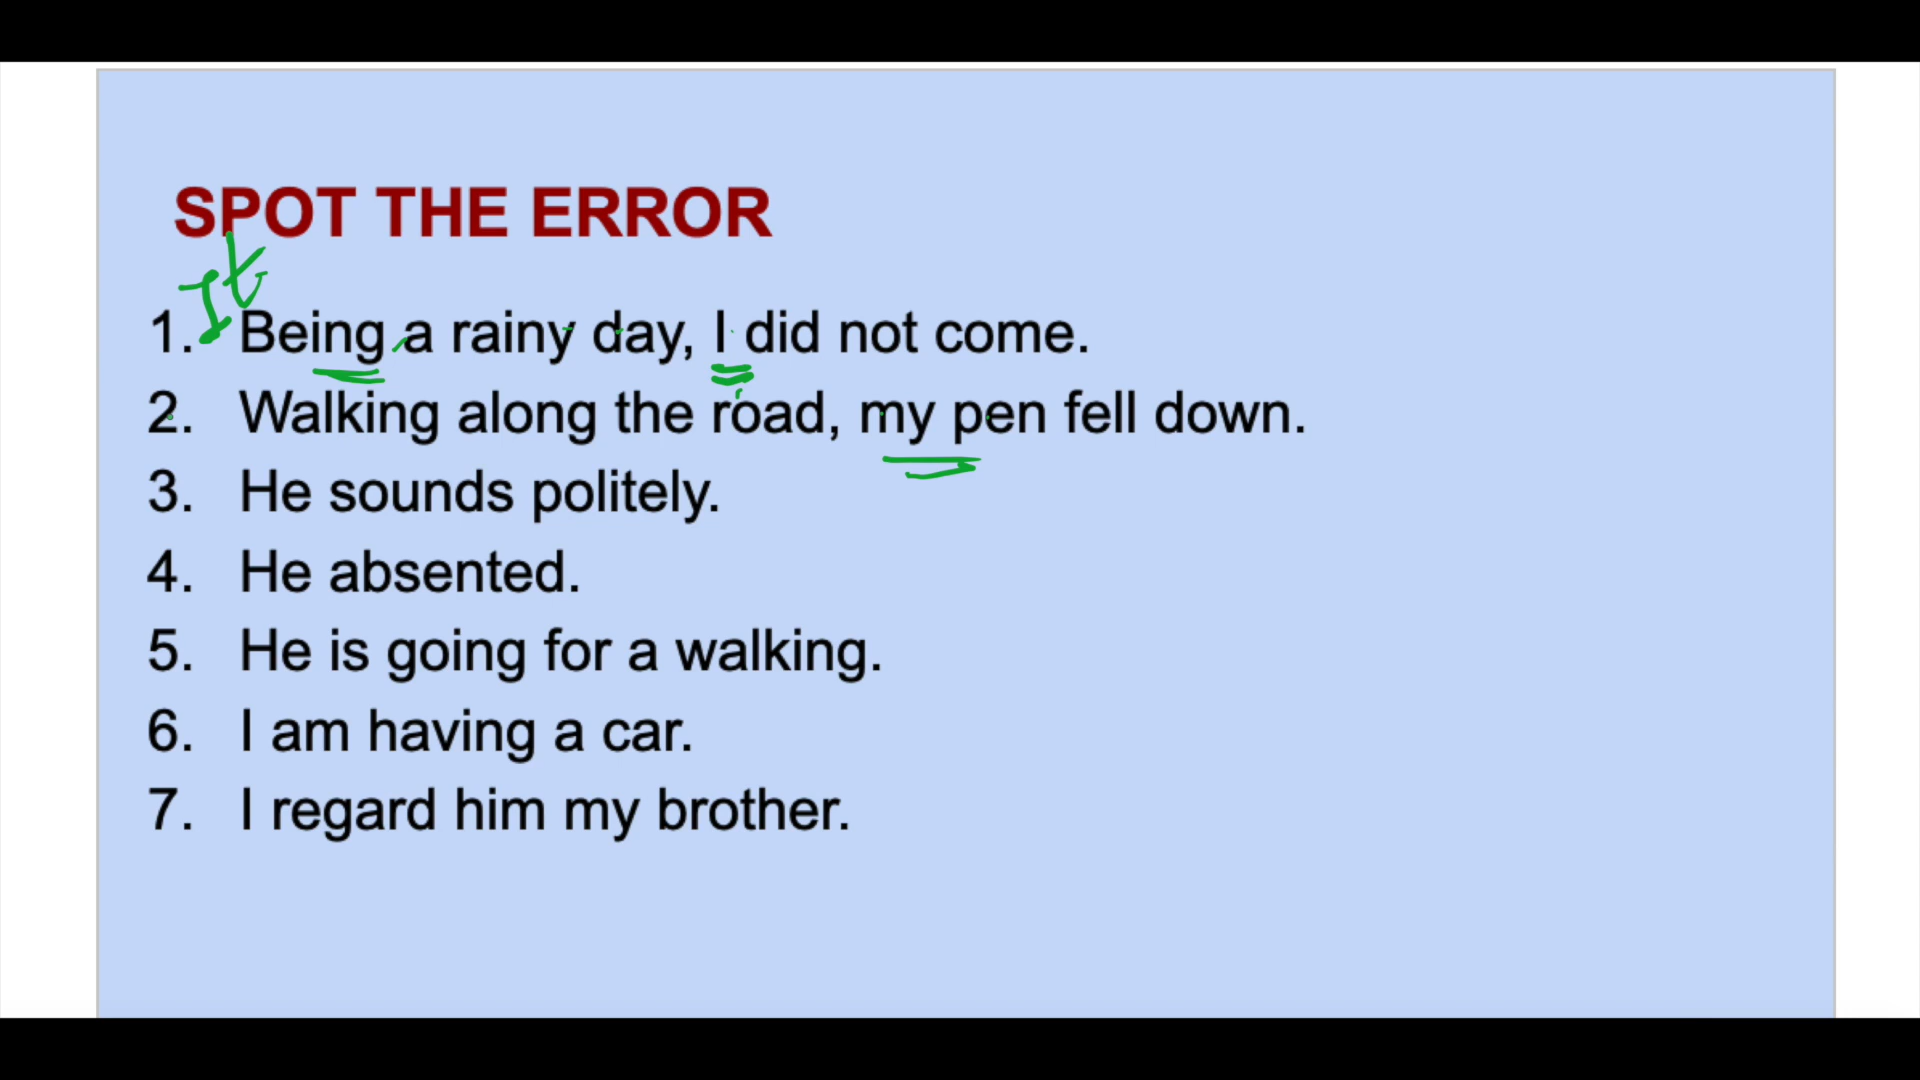 SPOT THE ERROR
It
1. Being a rainy day, I did not come.
2. Walking along the road, my pen fell down.
3. He sounds politely.
4. He absented.
5. He is going for a walking.
6. I am having a car.
7. I regard him my brother.